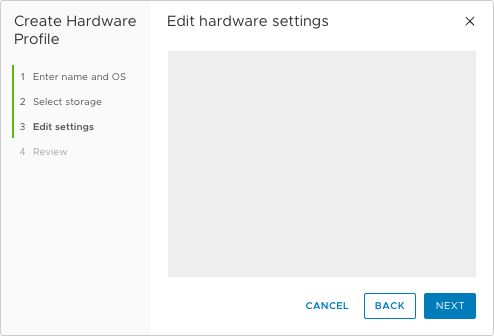 Create Hardware
Profile
1 Enter name and OS
2 Select storage
3 Edit settings
4 Review
Edit hardware settings
CANCEL
BACK
NEXT